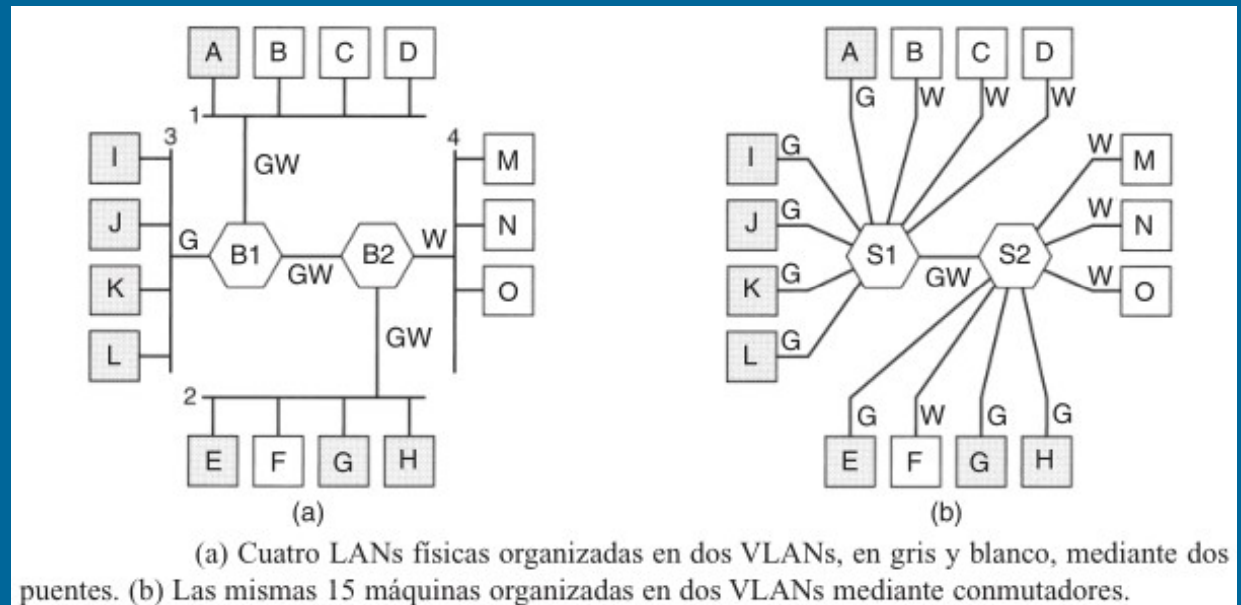 A B C D
1
GW
3
I
J
K
L
G
B1
GW
B2
W
4
M
N
O
GW
2
E F G H
(a)
A B C D
G W W W
I G
J G
K G
L G
S1
GW
S2
W M
W N
W O
G W G G
E F G H
(b)
(a) Cuatro LANs físicas organizadas en dos VLANs, en gris y blanco, mediante dos
puentes. (b) Las mismas 15 máquinas organizadas en dos VLANs mediante conmutadores.